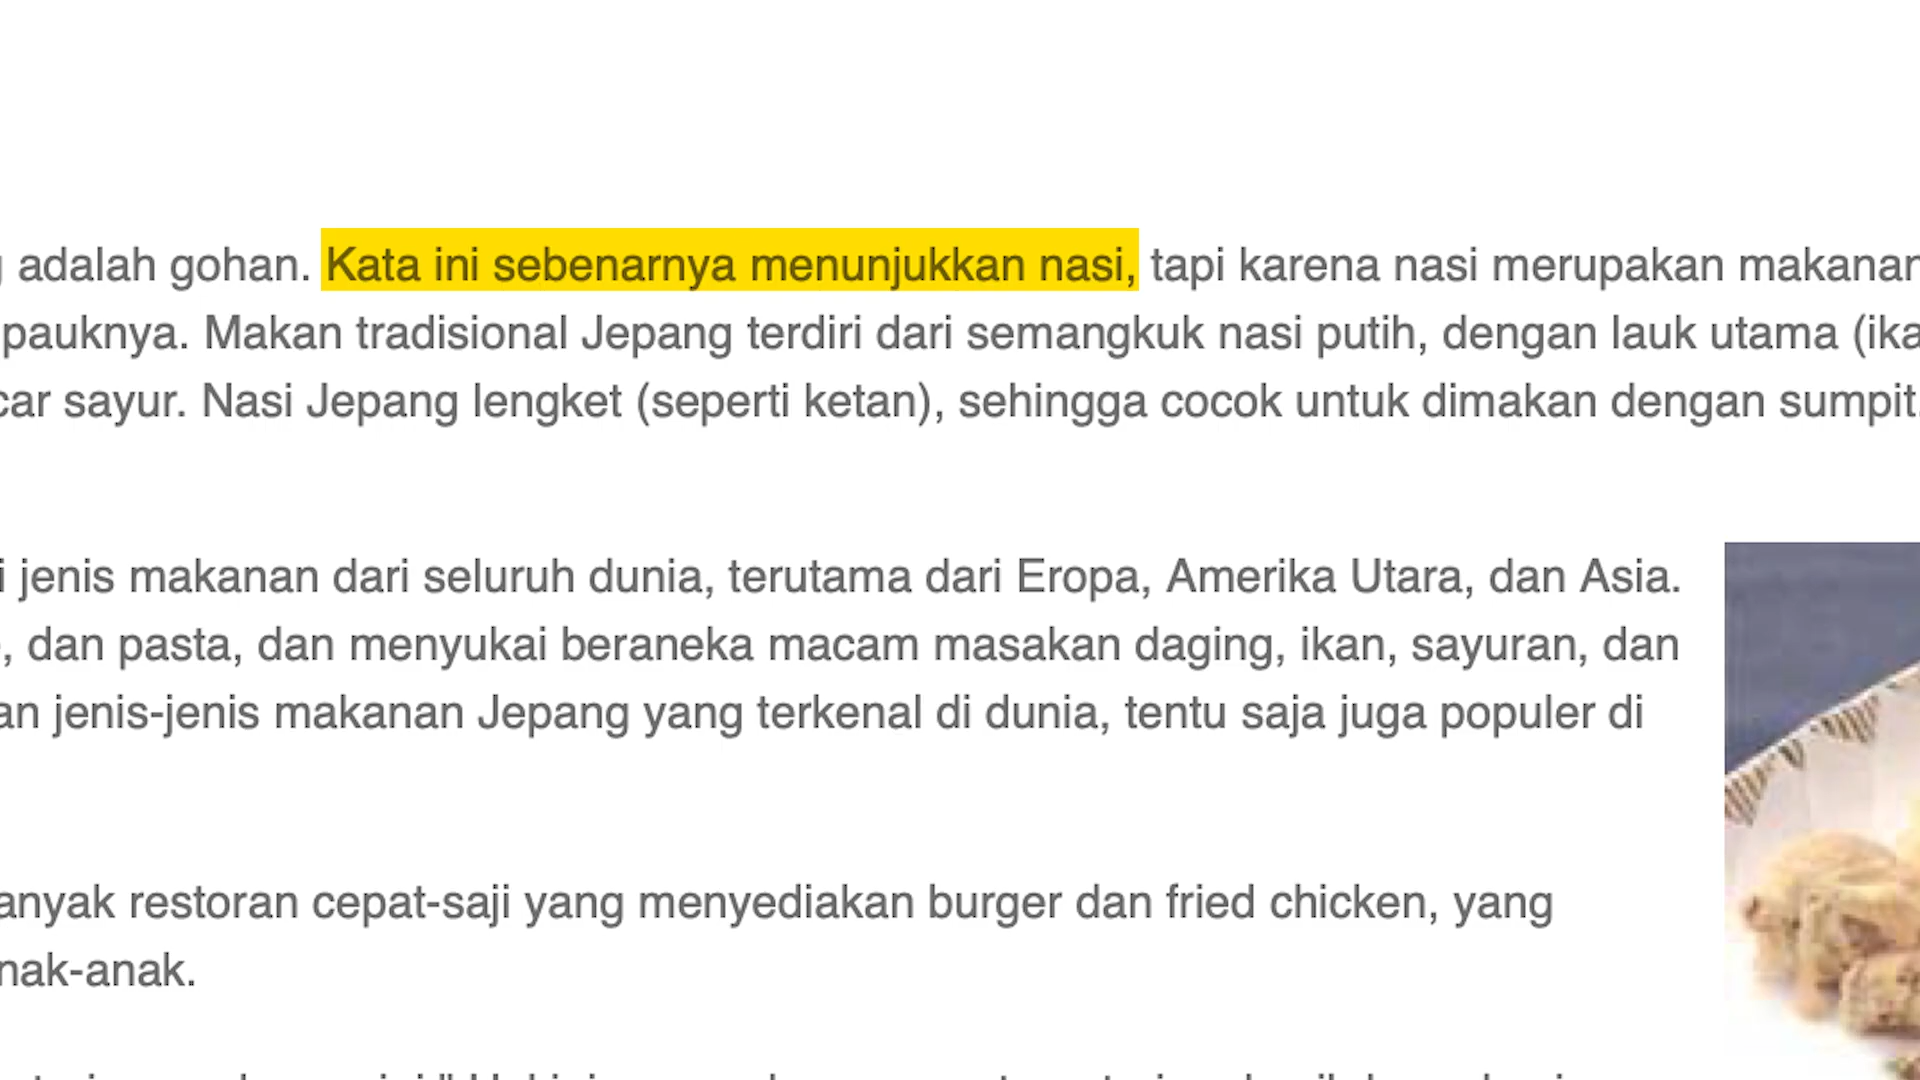 adalah gohan. Kata ini sebenarnya menunjukkan nasi, tapi karena nasi merupakan makanan
pauknya. Makan tradisional Jepang terdiri dari semangkuk nasi putih, dengan lauk utama (ika
car sayur. Nasi Jepang lengket (seperti ketan), sehingga cocok untuk dimakan dengan sumpit.
i jenis makanan dari seluruh dunia, terutama dari Eropa, Amerika Utara, dan Asia.
, dan pasta, dan menyukai beraneka macam masakan daging, ikan, sayuran, dan
an jenis-jenis makanan Jepang yang terkenal di dunia, tentu saja juga populer di
anyak restoran cepat-saji yang menyediakan burger dan fried chicken, yang
nak-anak.